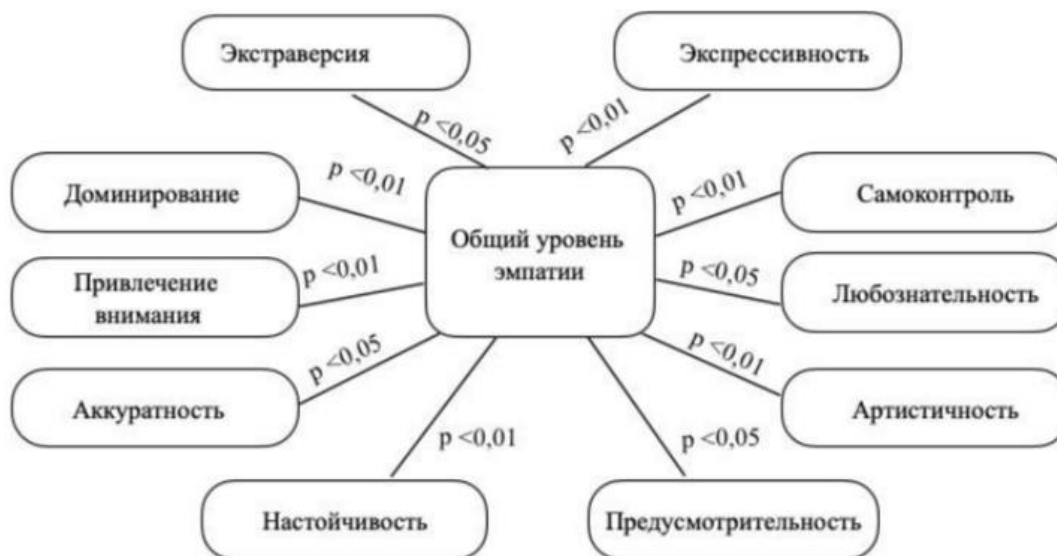 Экстраверсия
Экспрессивность
p <0,05
p <0,01
Доминирование
p <0,01
p <0,01
Самоконтроль
Общий уровень
эмпатии
Привлечение
внимания
p <0,01
p <0,05
Любознательность
Аккуратность
p <0,05
p <0,01
Артистичность
p <0,01
p <0,05
Настойчивость
Предусмотрительность